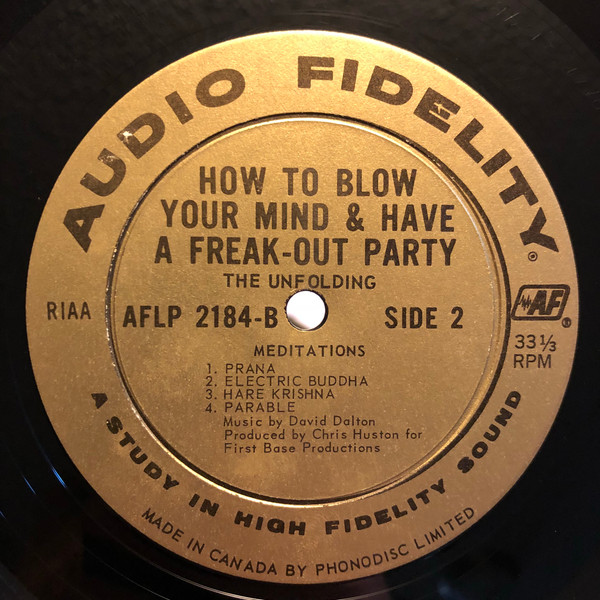 AUDIO FIDELITY®
HOW TO BLOW
YOUR MIND & HAVE
A FREAK-OUT PARTY
THE UNFOLDING
RIAA
AFLP 2184-B
SIDE 2
AF®
33 1/3
RPM
MEDITATIONS
1. PRANA
2. ELECTRIC BUDDHA
3. HARE KRISHNA
4. PARABLE
Music by David Dalton
Produced by Chris Huston for
First Base Productions
A STUDY IN HIGH FIDELITY SOUND
MADE IN CANADA BY PHONODISC LIMITED